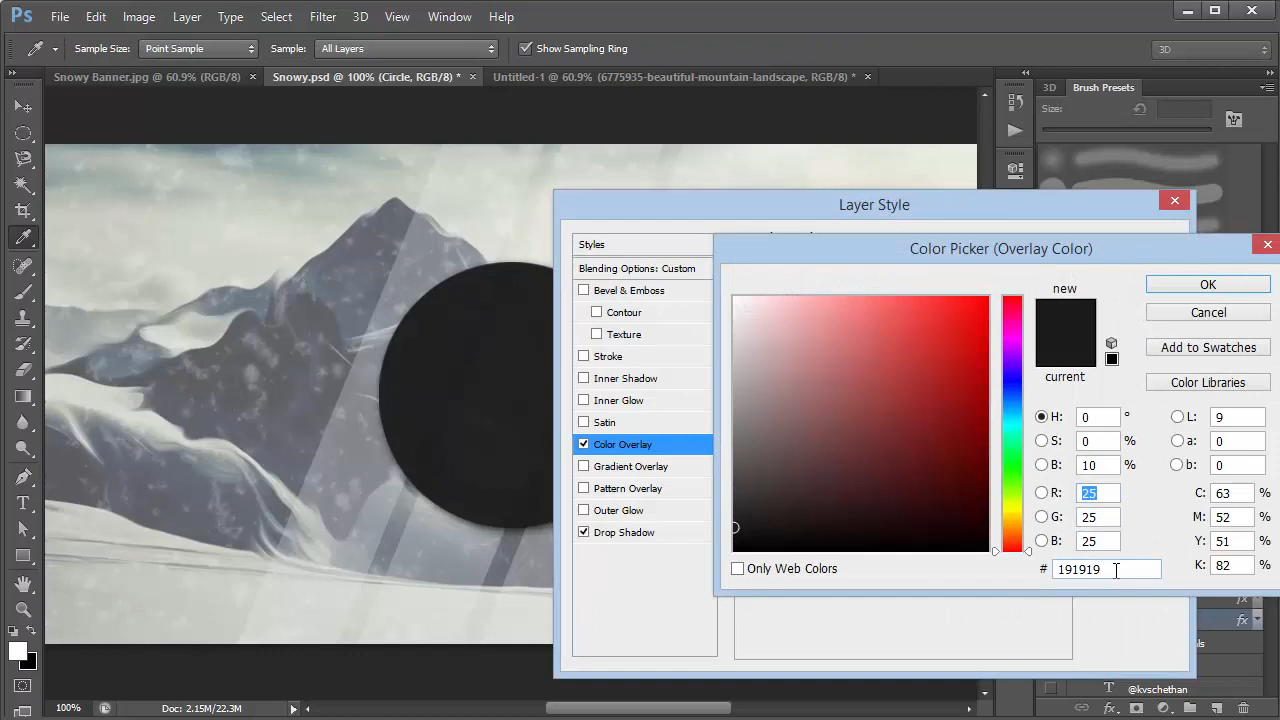 Ps File Edit Image Layer Type Select Filter 3D View Window Help
Sample Size: Point Sample Sample: All Layers Show Sampling Ring 3D
Snowy Banner.jpg @ 60.9% (RGB/8) × Snowy.psd @ 100% (Circle, RGB/8) * × Untitled-1 @ 60.9% (6775935-beautiful-mountain-landscape, RGB/8) * ×
3D Brush Presets
Size:
Layer Style
Styles
Blending Options: Custom
Bevel & Emboss
Contour
Texture
Stroke
Inner Shadow
Inner Glow
Satin
Color Overlay
Gradient Overlay
Pattern Overlay
Outer Glow
Drop Shadow
Color Picker (Overlay Color)
new
current
OK
Cancel
Add to Swatches
Color Libraries
H: 0 ° L: 9
S: 0 % a: 0
B: 10 % b: 0
R: 25 C: 63 %
G: 25 M: 52 %
B: 25 Y: 51 %
Only Web Colors # 191919 K: 82 %
fx
fx
T @kvschethan
100% Doc: 2.15M/22.3M fx